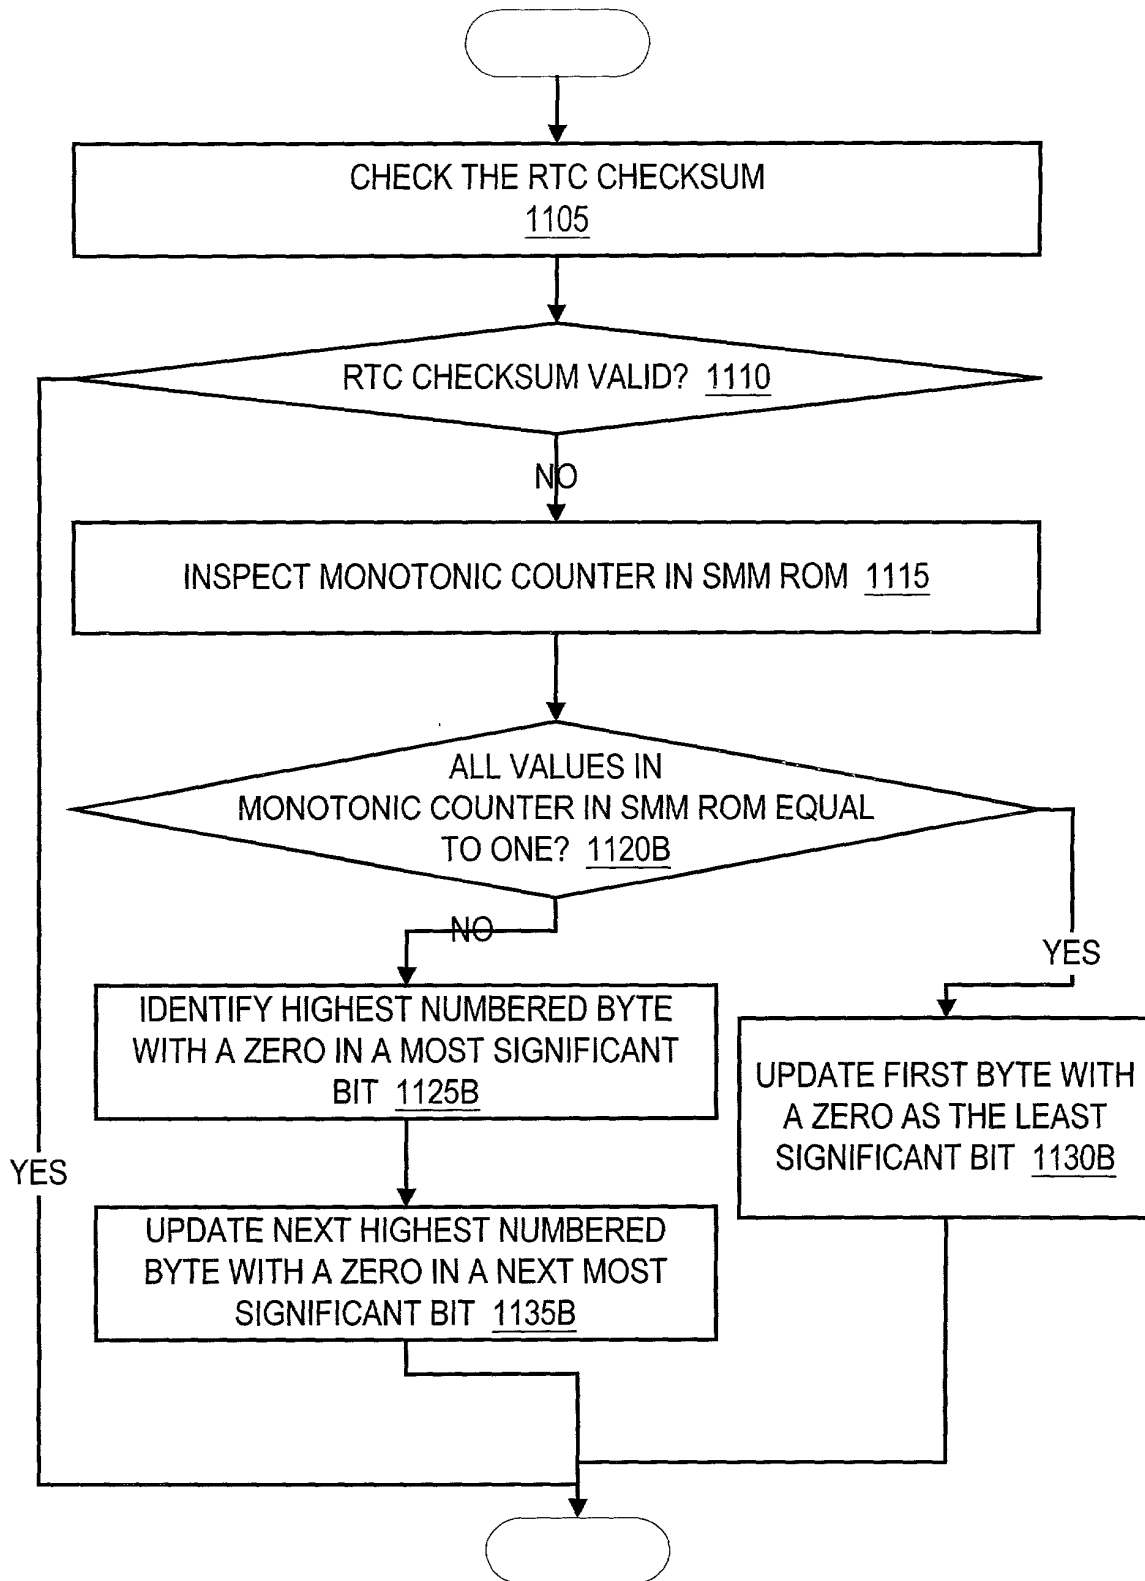 CHECK THE RTC CHECKSUM
1105
RTC CHECKSUM VALID? 1110
NO
INSPECT MONOTONIC COUNTER IN SMM ROM 1115
ALL VALUES IN
MONOTONIC COUNTER IN SMM ROM EQUAL
TO ONE? 1120B
NO
YES
IDENTIFY HIGHEST NUMBERED BYTE
WITH A ZERO IN A MOST SIGNIFICANT
BIT 1125B
UPDATE FIRST BYTE WITH
A ZERO AS THE LEAST
SIGNIFICANT BIT 1130B
YES
UPDATE NEXT HIGHEST NUMBERED
BYTE WITH A ZERO IN A NEXT MOST
SIGNIFICANT BIT 1135B